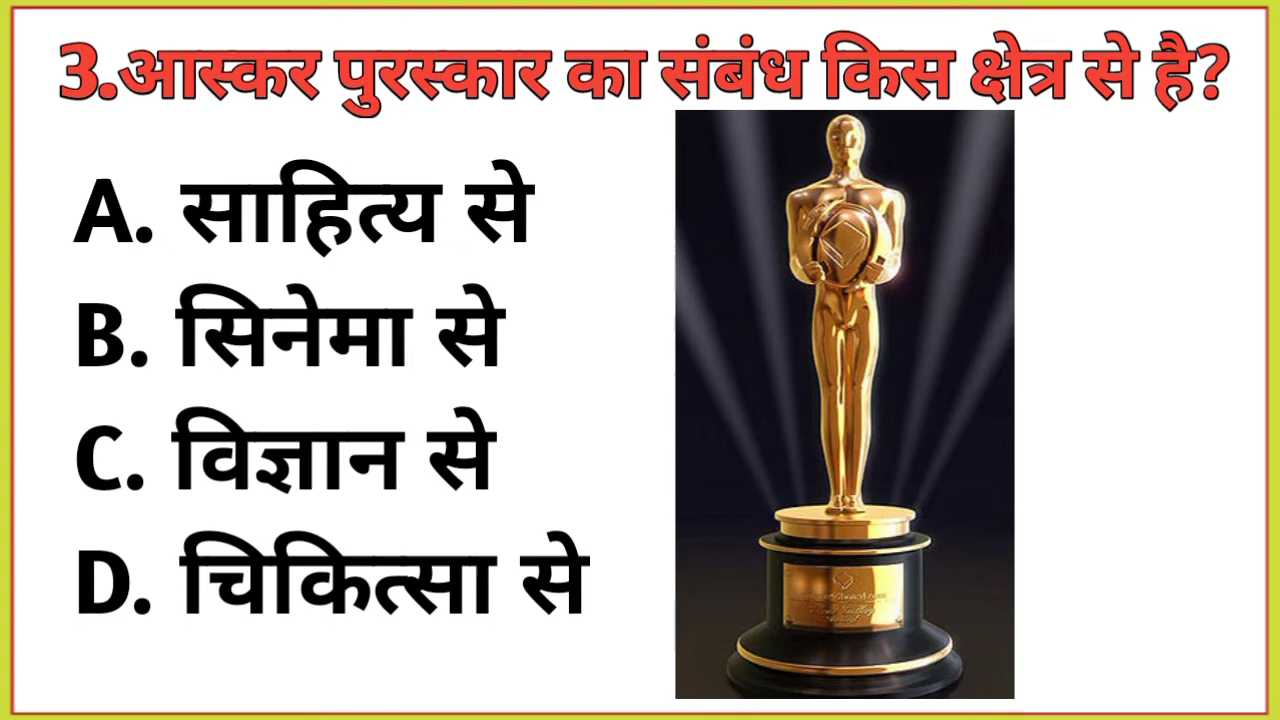 3.आस्कर पुरस्कार का संबंध किस क्षेत्र से है?
A. साहित्य से
B. सिनेमा से
C. विज्ञान से
D. चिकित्सा से